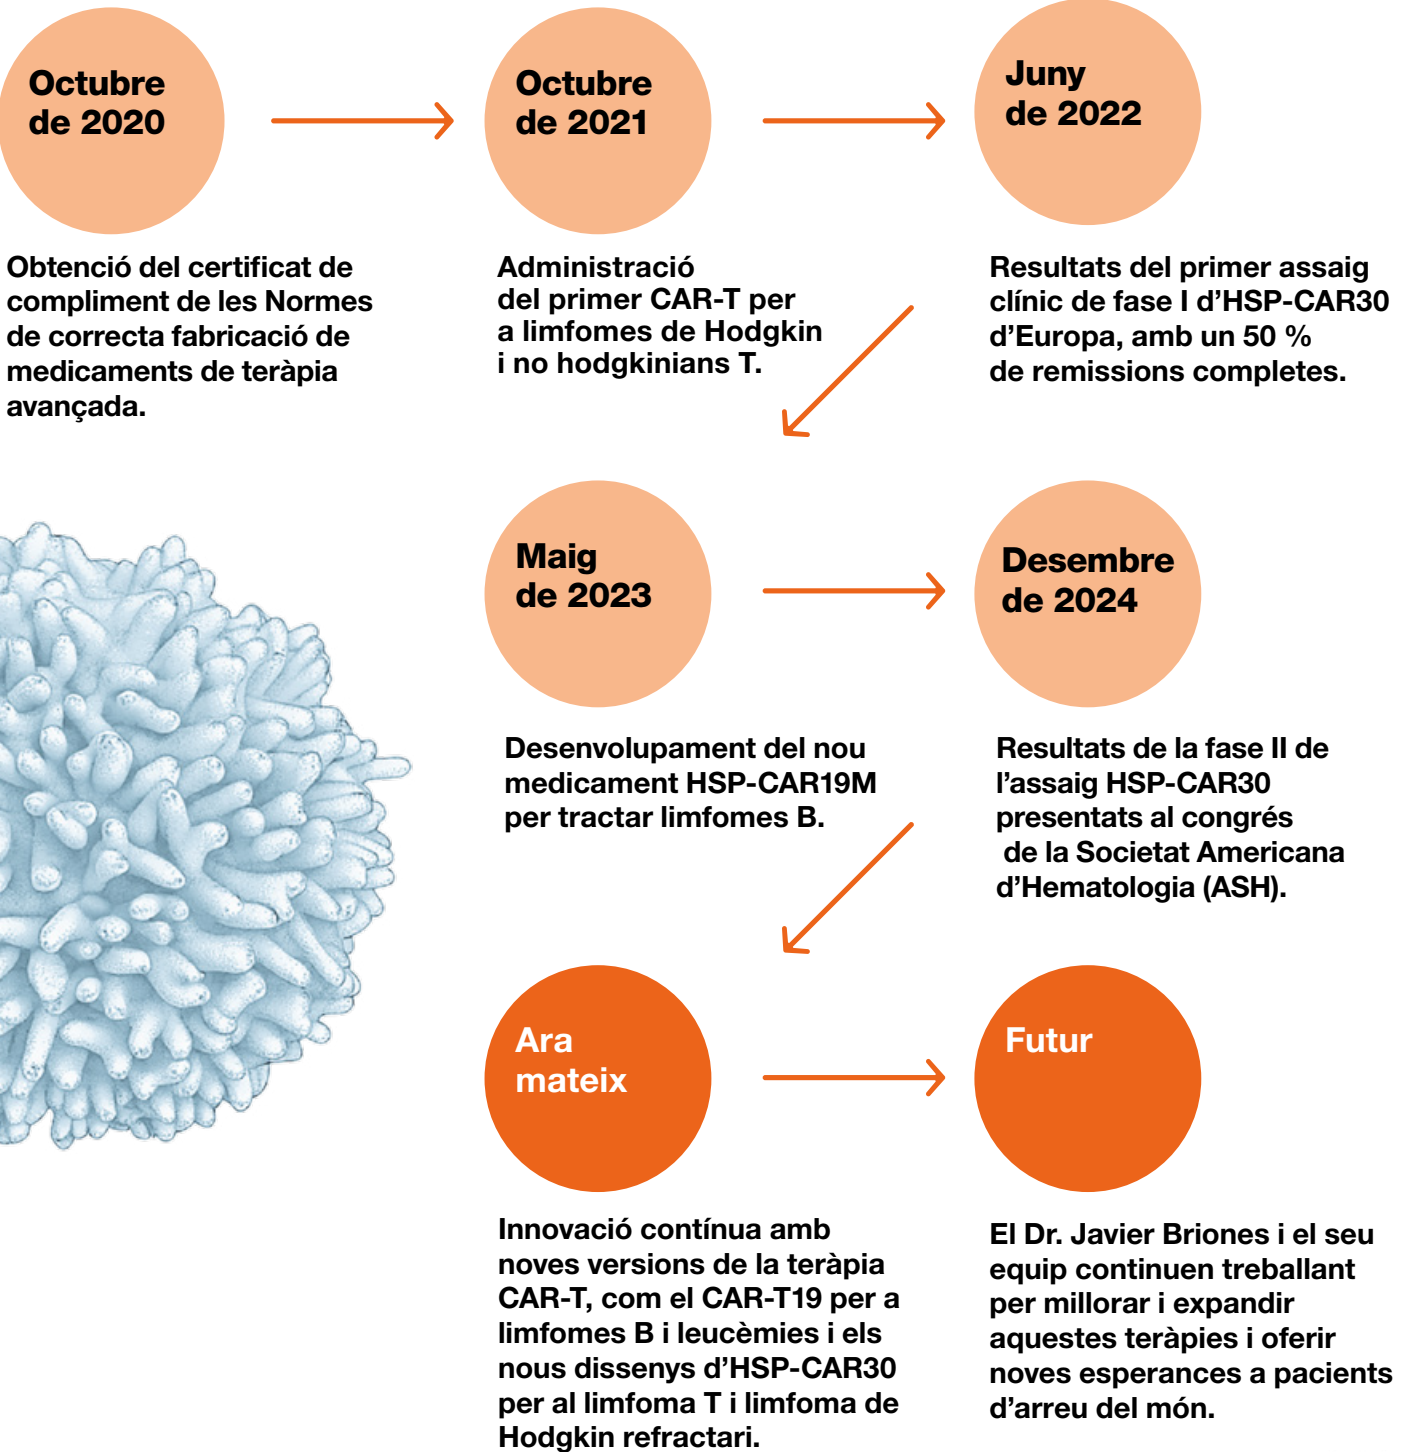 Octubre
de 2020
Obtenció del certificat de
compliment de les Normes
de correcta fabricació de
medicaments de teràpia
avançada.
Octubre
de 2021
Administració
del primer CAR-T per
a limfomes de Hodgkin
i no hodgkinians T.
Juny
de 2022
Resultats del primer assaig
clínic de fase I d’HSP-CAR30
d’Europa, amb un 50 %
de remissions completes.
Maig
de 2023
Desenvolupament del nou
medicament HSP-CAR19M
per tractar limfomes B.
Desembre
de 2024
Resultats de la fase II de
l’assaig HSP-CAR30
presentats al congrés
de la Societat Americana
d’Hematologia (ASH).
Ara
mateix
Innovació contínua amb
noves versions de la teràpia
CAR-T, com el CAR-T19 per a
limfomes B i leucèmies i els
nous dissenys d’HSP-CAR30
per al limfoma T i limfoma de
Hodgkin refractari.
Futur
El Dr. Javier Briones i el seu
equip continuen treballant
per millorar i expandir
aquestes teràpies i oferir
noves esperances a pacients
d’arreu del món.